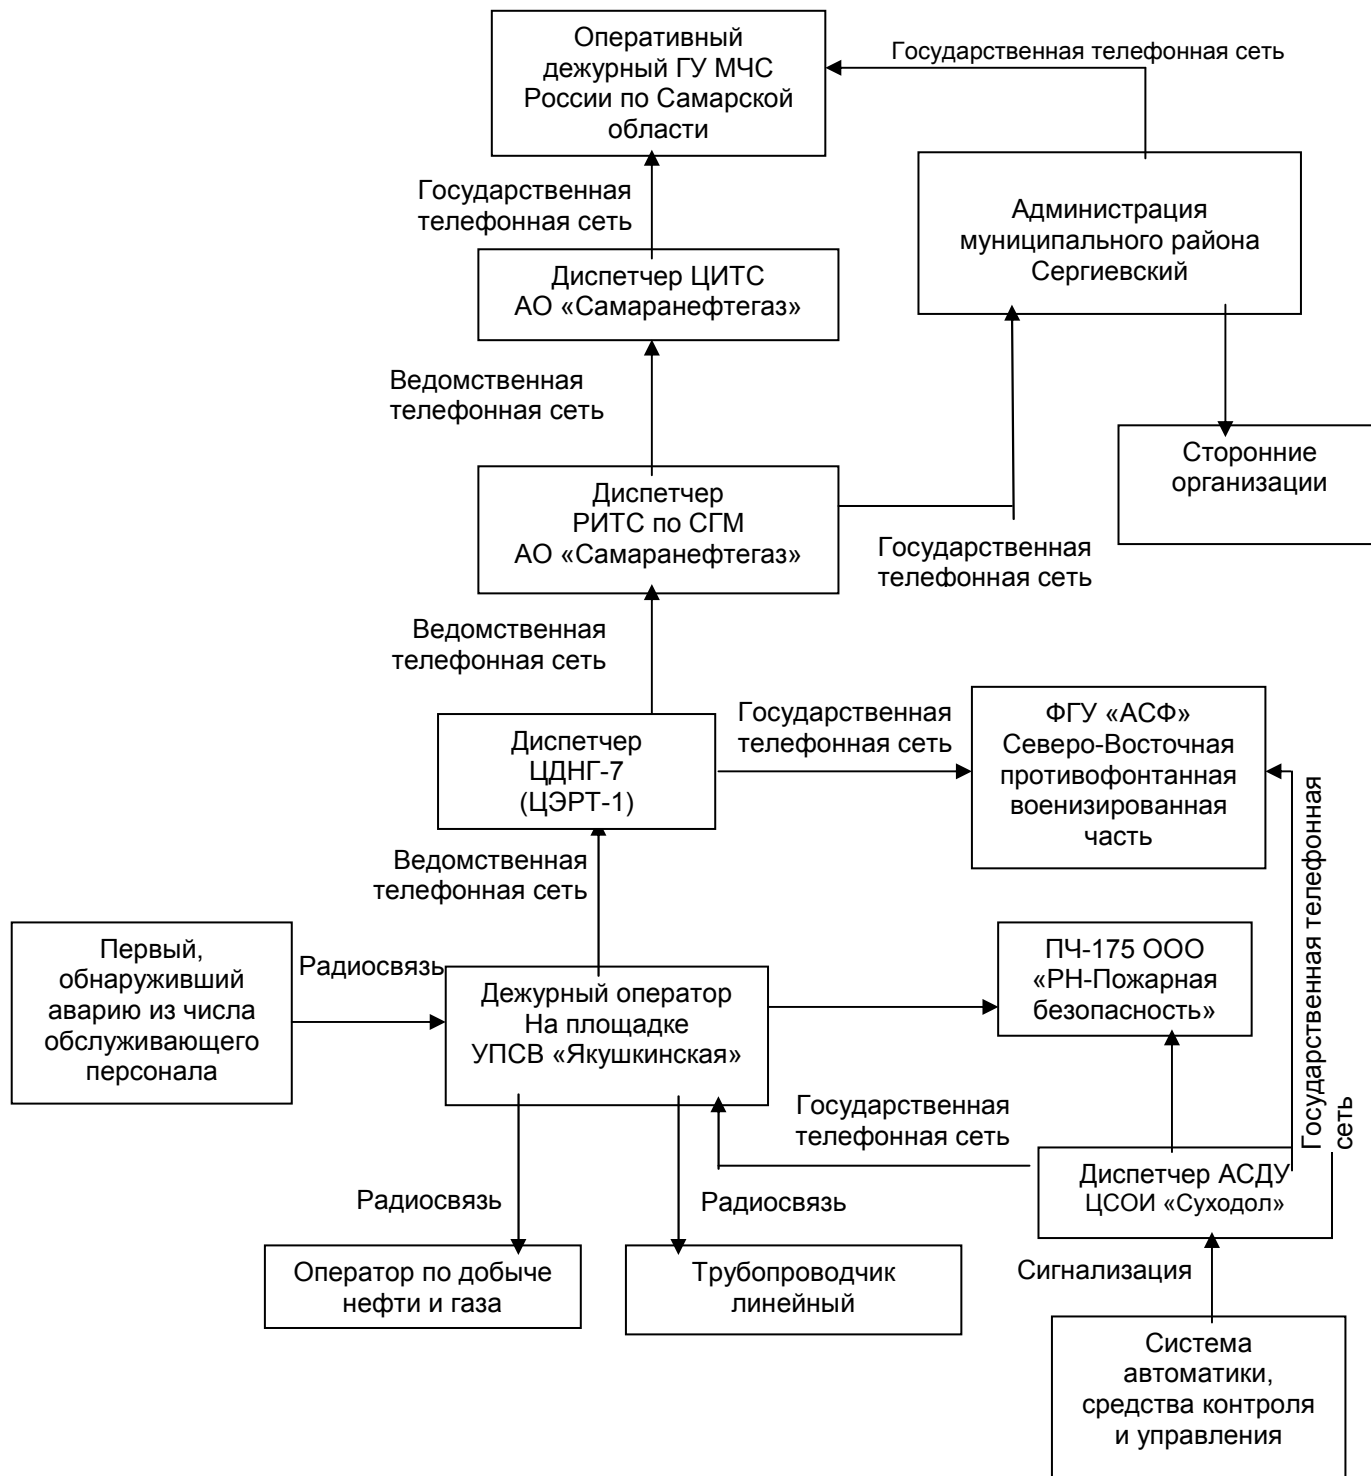 Оперативный
дежурный ГУ МЧС
России по Самарской
области
Государственная телефонная сеть
Государственная
телефонная сеть
Администрация
муниципального района
Сергиевский
Диспетчер ЦИТС
АО «Самаранефтегаз»
Ведомственная
телефонная сеть
Сторонние
организации
Диспетчер
РИТС по СГМ
АО «Самаранефтегаз»
Государственная
телефонная сеть
Ведомственная
телефонная сеть
Диспетчер
ЦДНГ-7
(ЦЭРТ-1)
Государственная
телефонная сеть
ФГУ «АСФ»
Северо-Восточная
противофонтанная
военизированная
часть
Государственная телефонная
сеть
Ведомственная
телефонная сеть
Первый,
обнаруживший
аварию из числа
обслуживающего
персонала
Радиосвязь
Дежурный оператор
На площадке
УПСВ «Якушкинская»
ПЧ-175 ООО
«РН-Пожарная
безопасность»
Государственная
телефонная сеть
Диспетчер АСДУ
ЦСОИ «Суходол»
Радиосвязь
Радиосвязь
Оператор по добыче
нефти и газа
Трубопроводчик
линейный
Сигнализация
Система
автоматики,
средства контроля
и управления